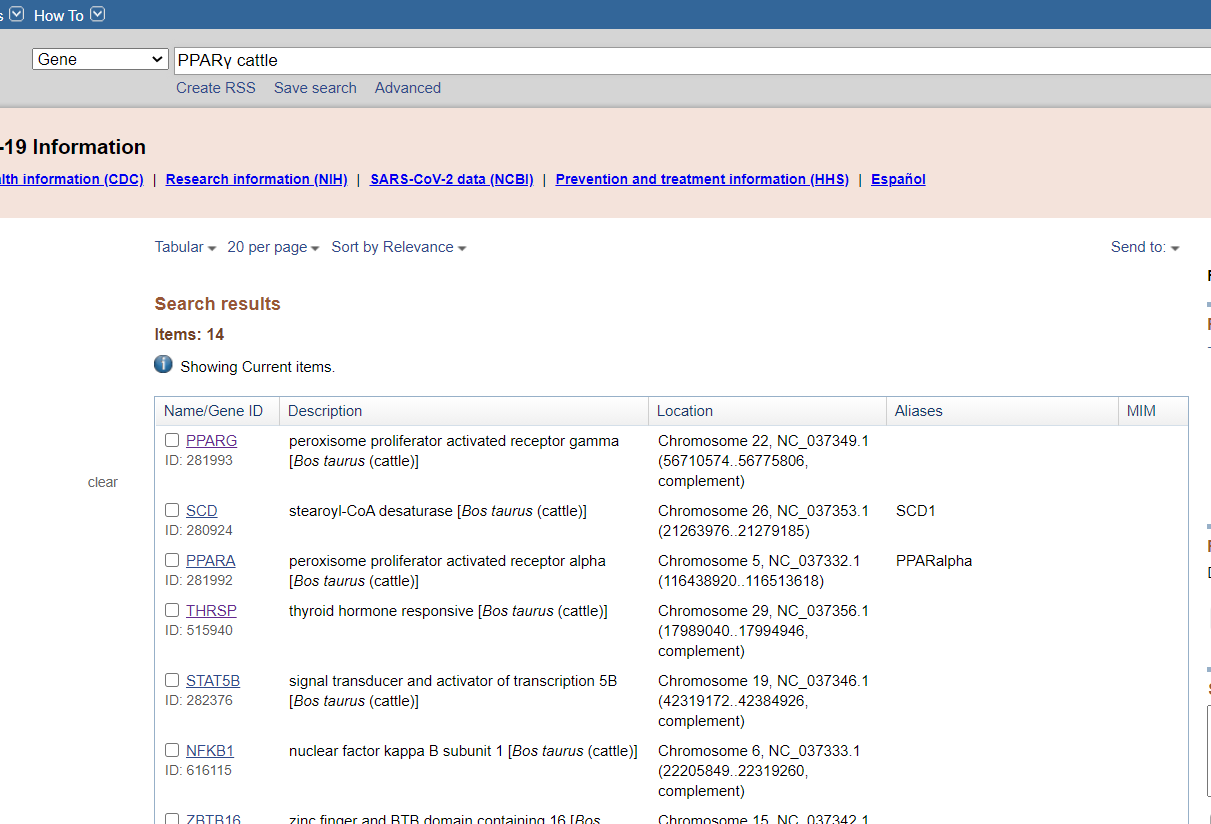 s How To
Gene PPARγ cattle
Create RSS Save search Advanced
-19 Information
alth information (CDC) | Research information (NIH) | SARS-CoV-2 data (NCBI) | Prevention and treatment information (HHS) | Español
Tabular 20 per page Sort by Relevance Send to:
Search results
Items: 14
Showing Current items.
Name/Gene ID Description Location Aliases MIM
PPARG peroxisome proliferator activated receptor gamma Chromosome 22, NC_037349.1
ID: 281993 [Bos taurus (cattle)] (56710574..56775806,
clear complement)
SCD stearoyl-CoA desaturase [Bos taurus (cattle)] Chromosome 26, NC_037353.1 SCD1
ID: 280924 (21263976..21279185)
PPARA peroxisome proliferator activated receptor alpha Chromosome 5, NC_037332.1 PPARalpha
ID: 281992 [Bos taurus (cattle)] (116438920..116513618)
THRSP thyroid hormone responsive [Bos taurus (cattle)] Chromosome 29, NC_037356.1
ID: 515940 (17989040..17994946,
complement)
STAT5B signal transducer and activator of transcription 5B Chromosome 19, NC_037346.1
ID: 282376 [Bos taurus (cattle)] (42319172..42384926,
complement)
NFKB1 nuclear factor kappa B subunit 1 [Bos taurus (cattle)] Chromosome 6, NC_037333.1
ID: 616115 (22205849..22319260,
complement)
ZBTB16 zinc finger and BTB domain containing 16 [Bos Chromosome 15, NC_037342.1